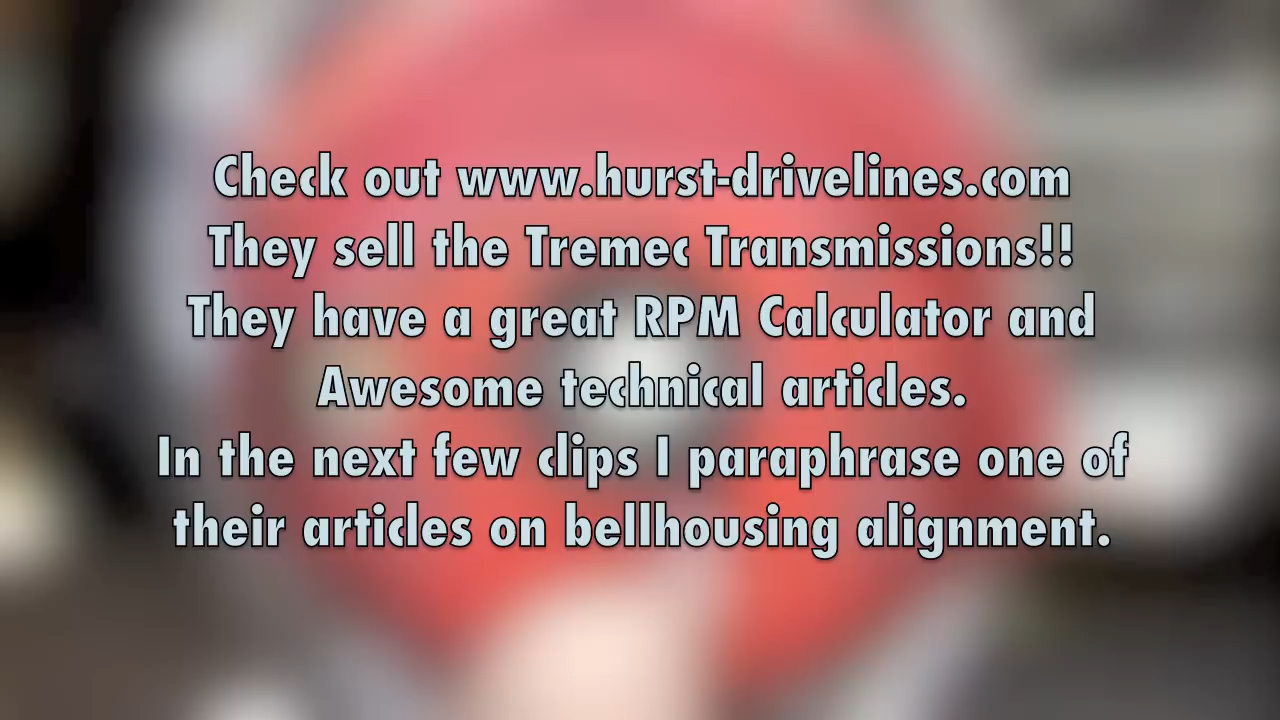 Check out www.hurst-drivelines.com
They sell the Tremec Transmissions!!
They have a great RPM Calculator and
Awesome technical articles.
In the next few clips I paraphrase one of
their articles on bellhousing alignment.